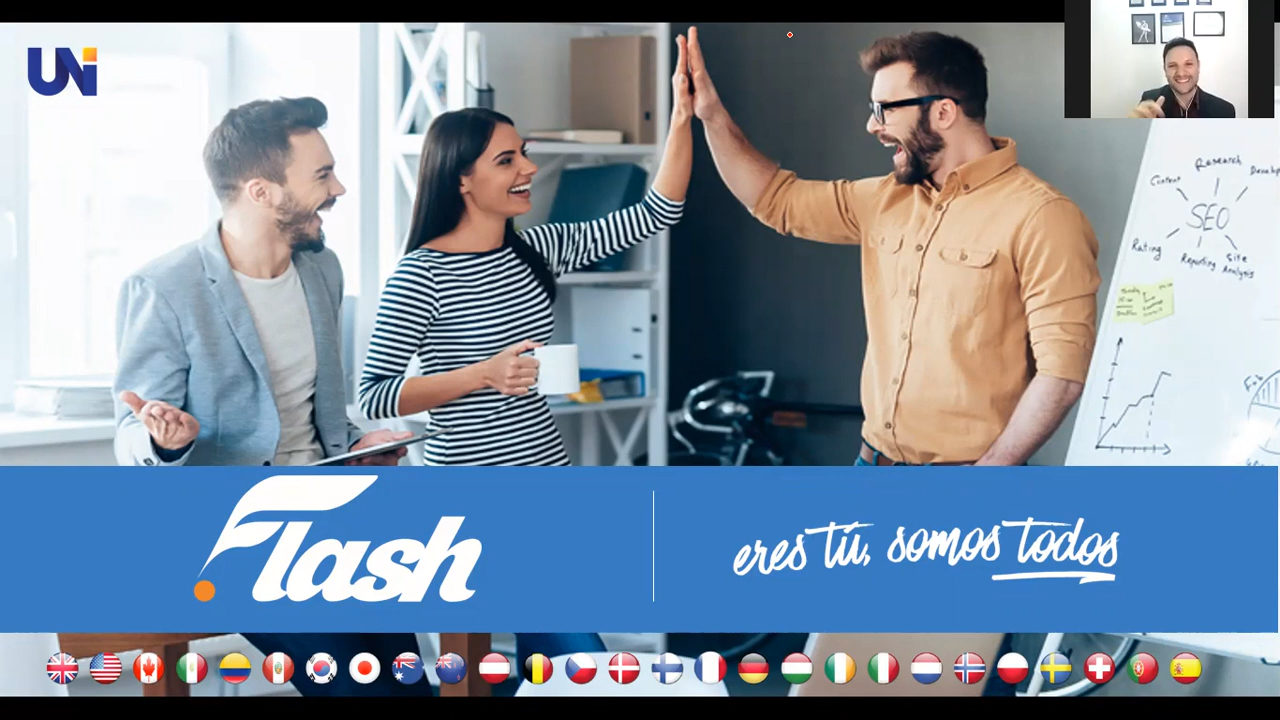 UNi
Research
Content
SEO
Rating
Reporting
Site
Analysis
Flash
eres tú, somos todos